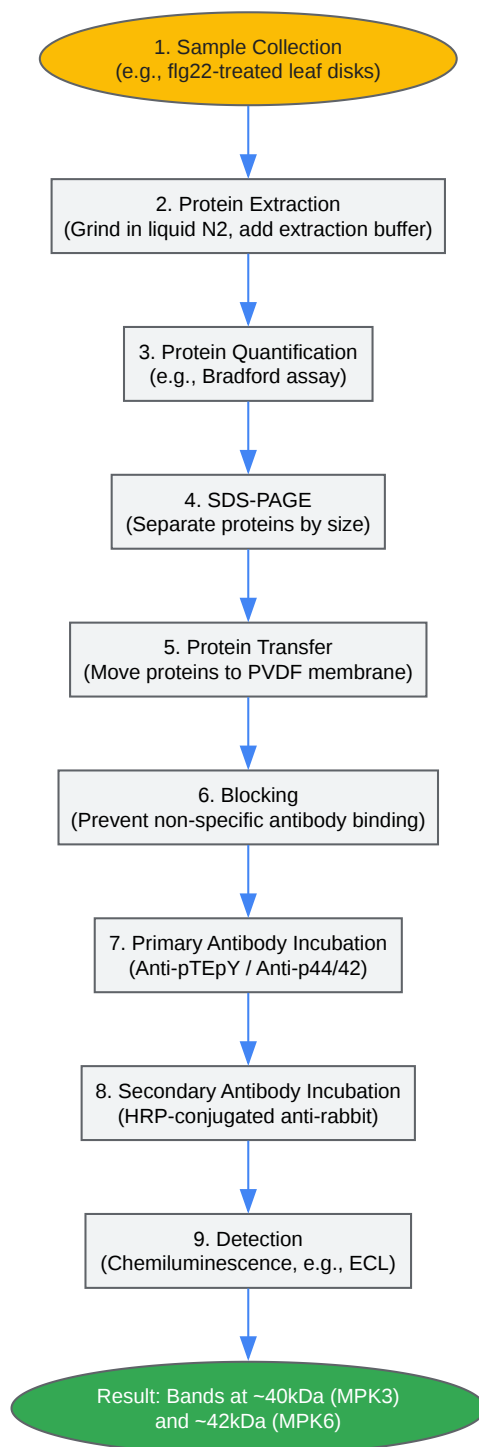 1. Sample Collection
(e.g., flg22-treated leaf disks)
2. Protein Extraction
(Grind in liquid N2, add extraction buffer)
3. Protein Quantification
(e.g., Bradford assay)
4. SDS-PAGE
(Separate proteins by size)
5. Protein Transfer
(Move proteins to PVDF membrane)
6. Blocking
(Prevent non-specific antibody binding)
7. Primary Antibody Incubation
(Anti-pTEpY / Anti-p44/42)
8. Secondary Antibody Incubation
(HRP-conjugated anti-rabbit)
9. Detection
(Chemiluminescence, e.g., ECL)
Result: Bands at ~40kDa (MPK3)
and ~42kDa (MPK6)